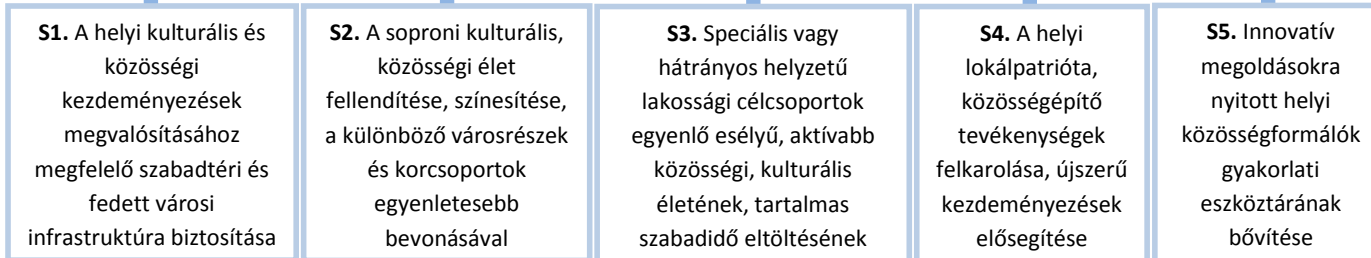 S1. A helyi kulturális és
közösségi
kezdeményezések
megvalósításához
megfelelő szabadtéri és
fedett városi
infrastruktúra biztosítása
S2. A soproni kulturális,
közösségi élet
fellendítése, színesítése,
a különböző városrészek
és korcsoportok
egyenletesebb
bevonásával
S3. Speciális vagy
hátrányos helyzetű
lakossági célcsoportok
egyenlő esélyű, aktívabb
közösségi, kulturális
életének, tartalmas
szabadidő eltöltésének
S4. A helyi
lokálpatrióta,
közösségépítő
tevékenységek
felkarolása, újszerű
kezdeményezések
elősegítése
S5. Innovatív
megoldásokra
nyitott helyi
közösségformálók
gyakorlati
eszköztárának
bővítése